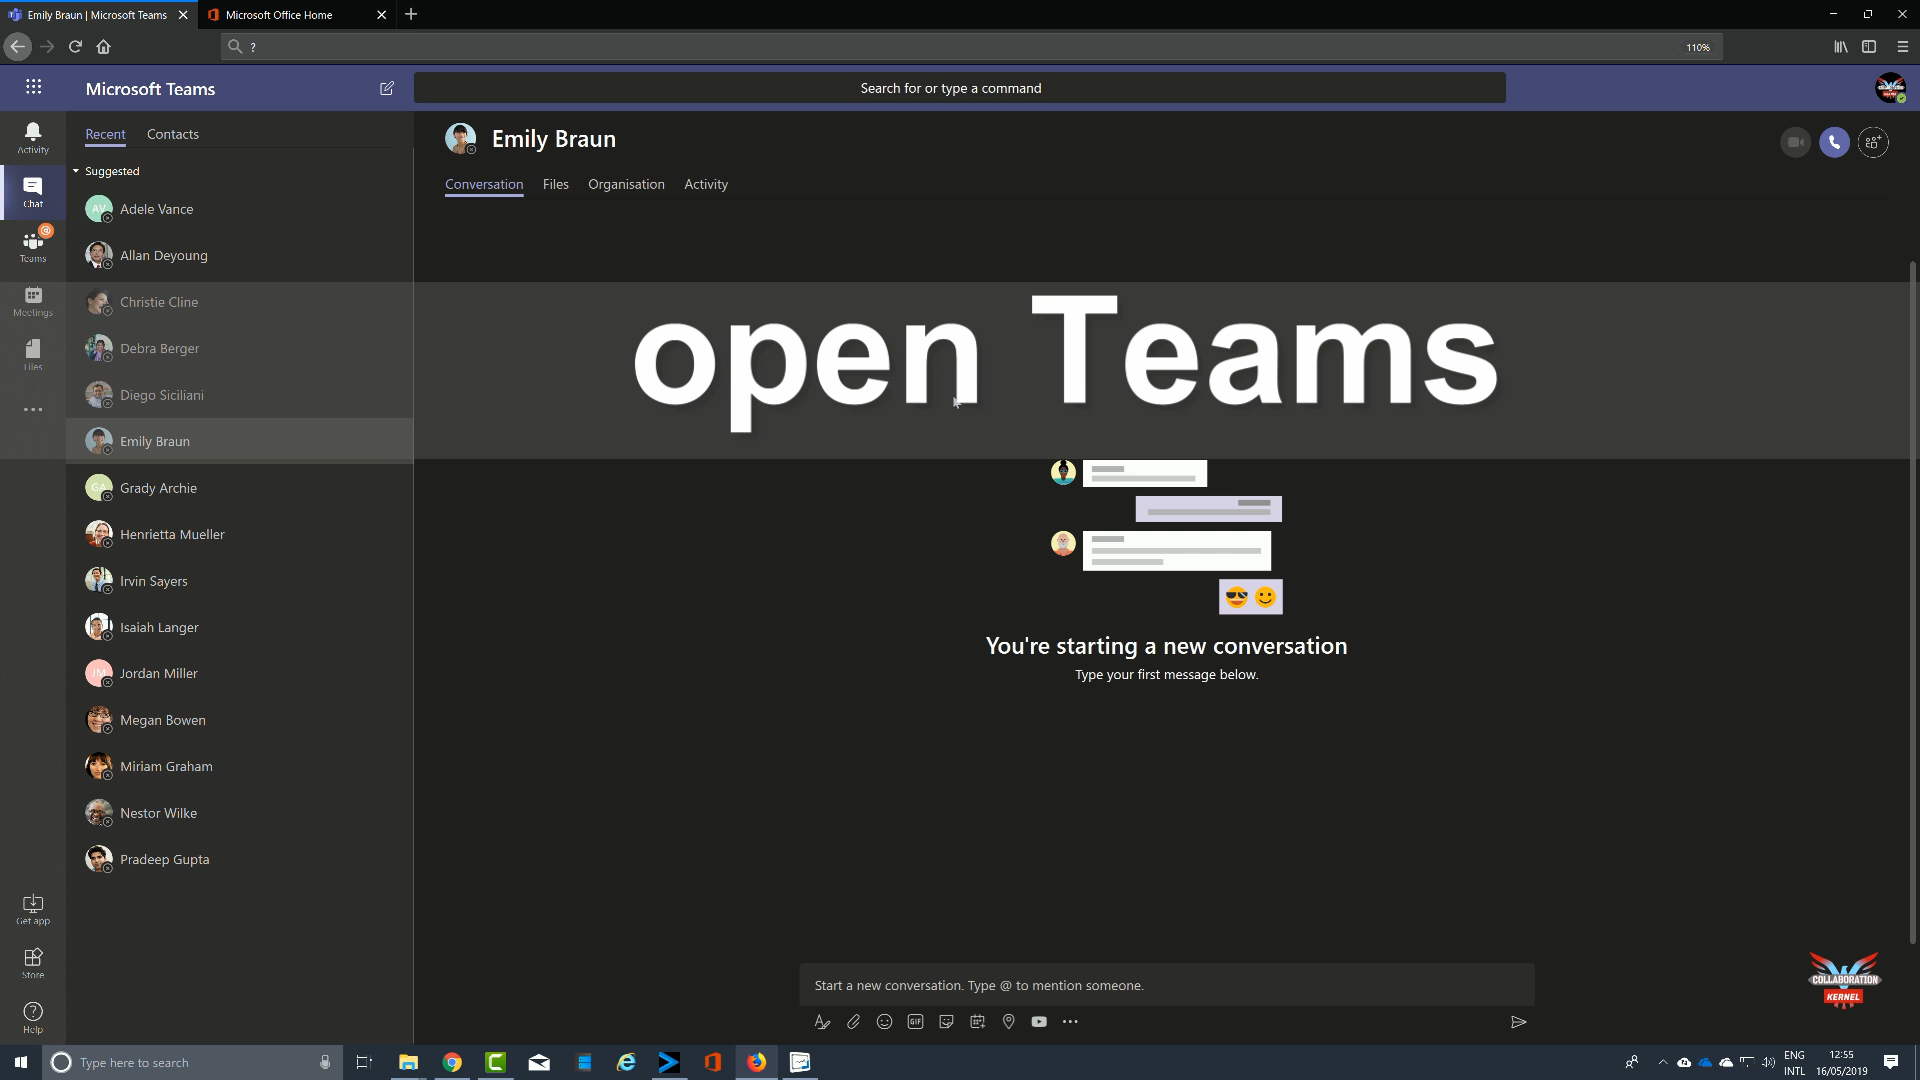 Emily Braun | Microsoft Teams
Microsoft Office Home
?
110%
Microsoft Teams
Search for or type a command
Activity
Chat
Teams
Meetings
Files
Get app
Store
Help
Recent Contacts
Suggested
AV Adele Vance
Allan Deyoung
Christie Cline
Debra Berger
Diego Siciliani
Emily Braun
GA Grady Archie
Henrietta Mueller
Irvin Sayers
Isaiah Langer
JM Jordan Miller
Megan Bowen
Miriam Graham
Nestor Wilke
Pradeep Gupta
Emily Braun
Conversation Files Organisation Activity
open Teams
You're starting a new conversation
Type your first message below.
Start a new conversation. Type @ to mention someone.
GIF
COLLABORATION
KERNEL
Type here to search
ENG
INTL
12:55
16/05/2019